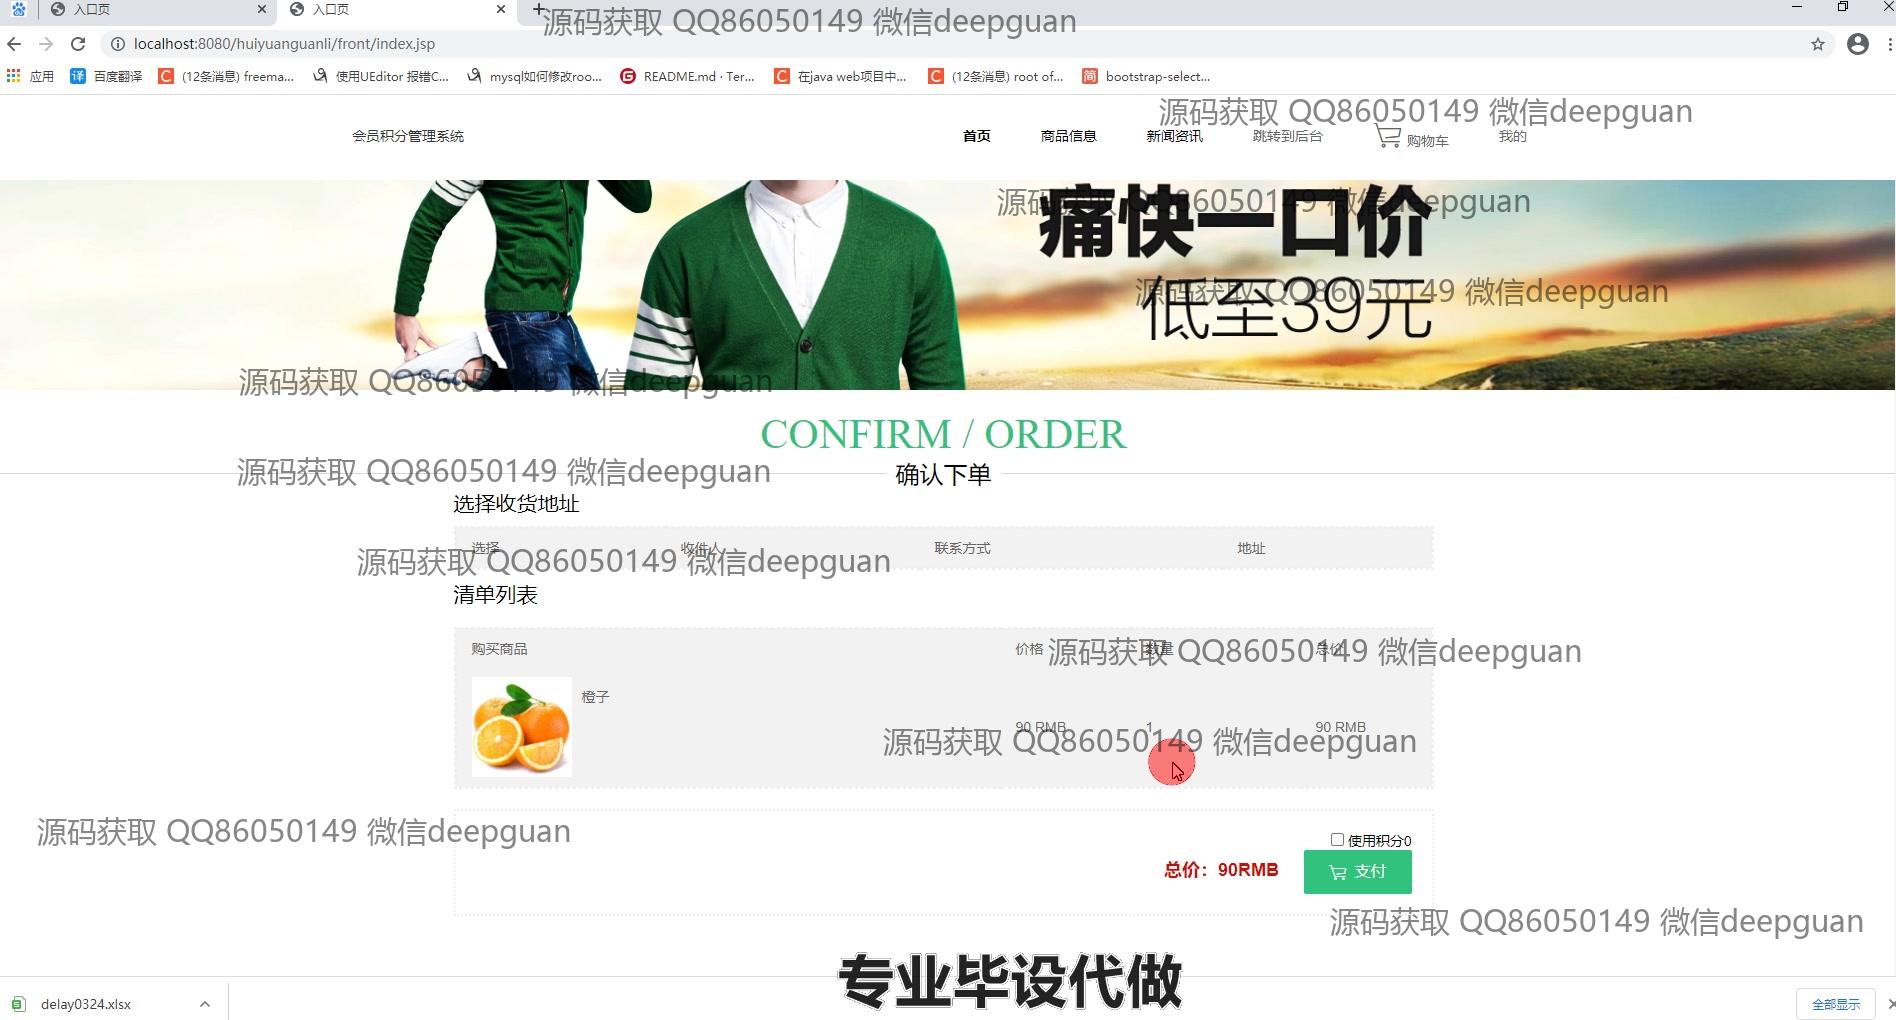 入口页
入口页
源码获取 QQ86050149 微信deepguan
localhost:8080/huiyuanguanli/front/index.jsp
应用 百度翻译 (12条消息) freema... 使用UEditor 报错C... mysql如何修改roo... README.md · Ter... 在java web项目中... (12条消息) root of... bootstrap-select...
源码获取 QQ86050149 微信deepguan
会员积分管理系统 首页 商品信息 新闻资讯 跳转到后台 购物车 我的
源码获取 QQ86050149 微信deepguan
痛快一口价
源码获取 QQ86050149 微信deepguan
低至39元
源码获取 QQ86050149 微信deepguan
CONFIRM / ORDER
源码获取 QQ86050149 微信deepguan
确认下单
选择收货地址
选择 收件人 联系方式 地址
源码获取 QQ86050149 微信deepguan
清单列表
购买商品 价格 数量 总价
源码获取 QQ86050149 微信deepguan
橙子
90 RMB 1 90 RMB
源码获取 QQ86050149 微信deepguan
源码获取 QQ86050149 微信deepguan
使用积分0
总价：90RMB 支付
源码获取 QQ86050149 微信deepguan
专业毕设代做
delay0324.xlsx 全部显示